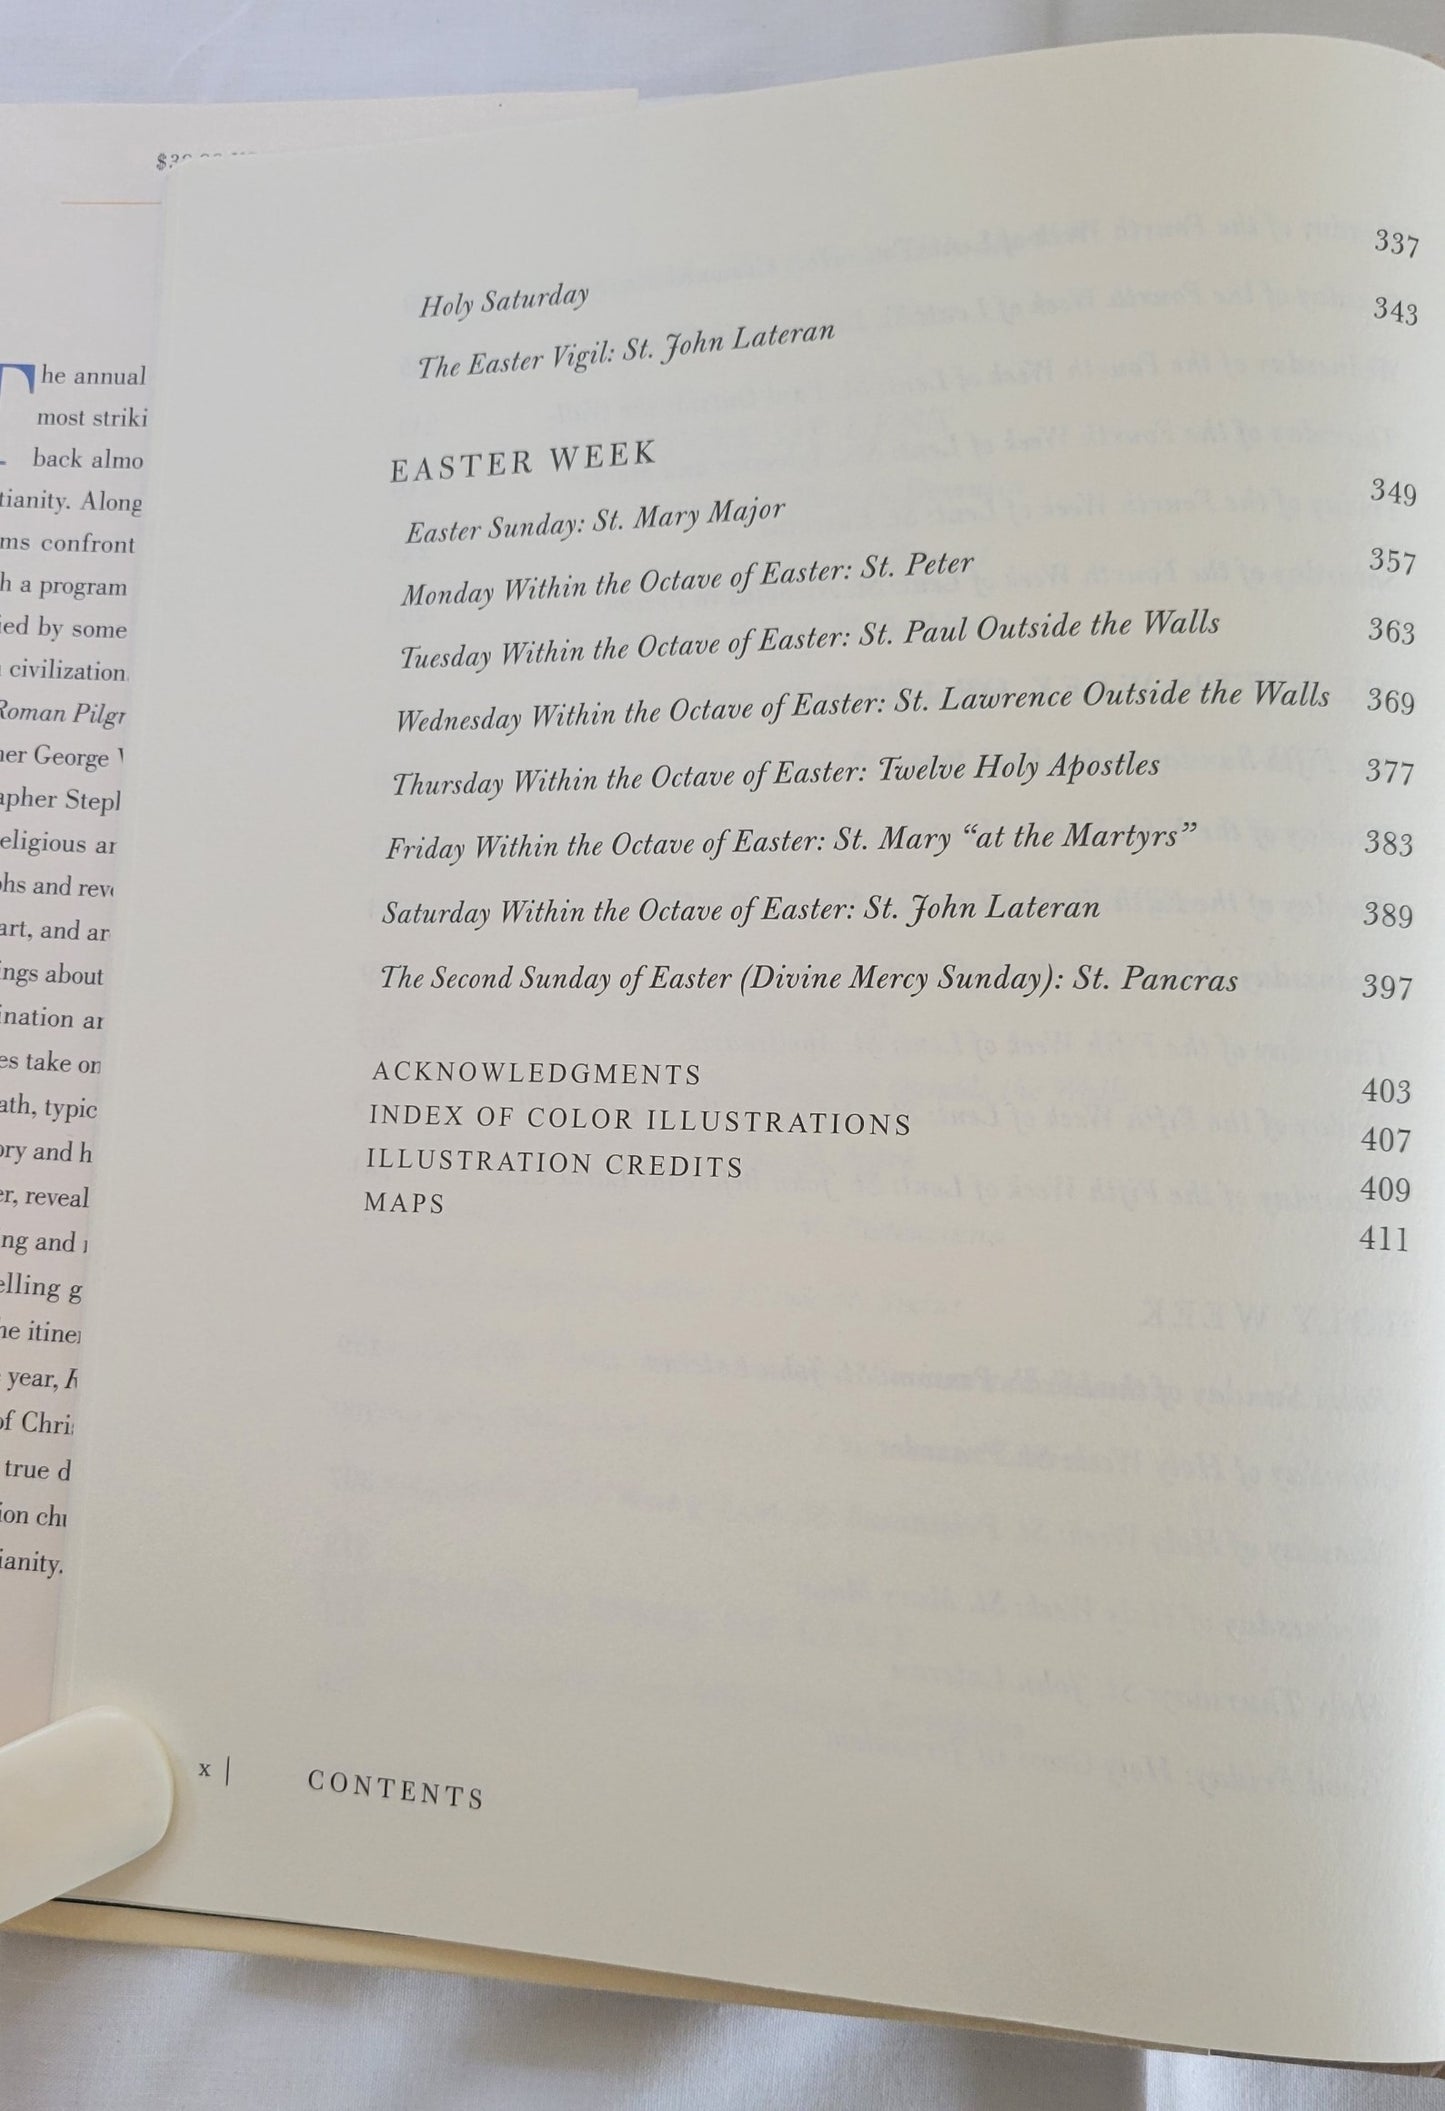 he annual
most striki
back almo
tianity. Along
ms confront
h a program
ied by some
civilization
Roman Pilgr
her George
apher Steph
eligious ar
phs and reve
art, and ar
ings about
ination ar
es take on
ath, typic
ory and h
er, reveal
ng and
elling g
he itiner
year,
of Chri
true d
ion chu
ianity.
Holy Saturday 337
The Easter Vigil: St. John Lateran 343
EASTER WEEK
Easter Sunday: St. Mary Major 349
Monday Within the Octave of Easter: St. Peter 357
Tuesday Within the Octave of Easter: St. Paul Outside the Walls 363
Wednesday Within the Octave of Easter: St. Lawrence Outside the Walls 369
Thursday Within the Octave of Easter: Twelve Holy Apostles 377
Friday Within the Octave of Easter: St. Mary “at the Martyrs” 383
Saturday Within the Octave of Easter: St. John Lateran 389
The Second Sunday of Easter (Divine Mercy Sunday): St. Pancras 397
ACKNOWLEDGMENTS 403
INDEX OF COLOR ILLUSTRATIONS 407
ILLUSTRATION CREDITS 409
MAPS 411
x | CONTENTS